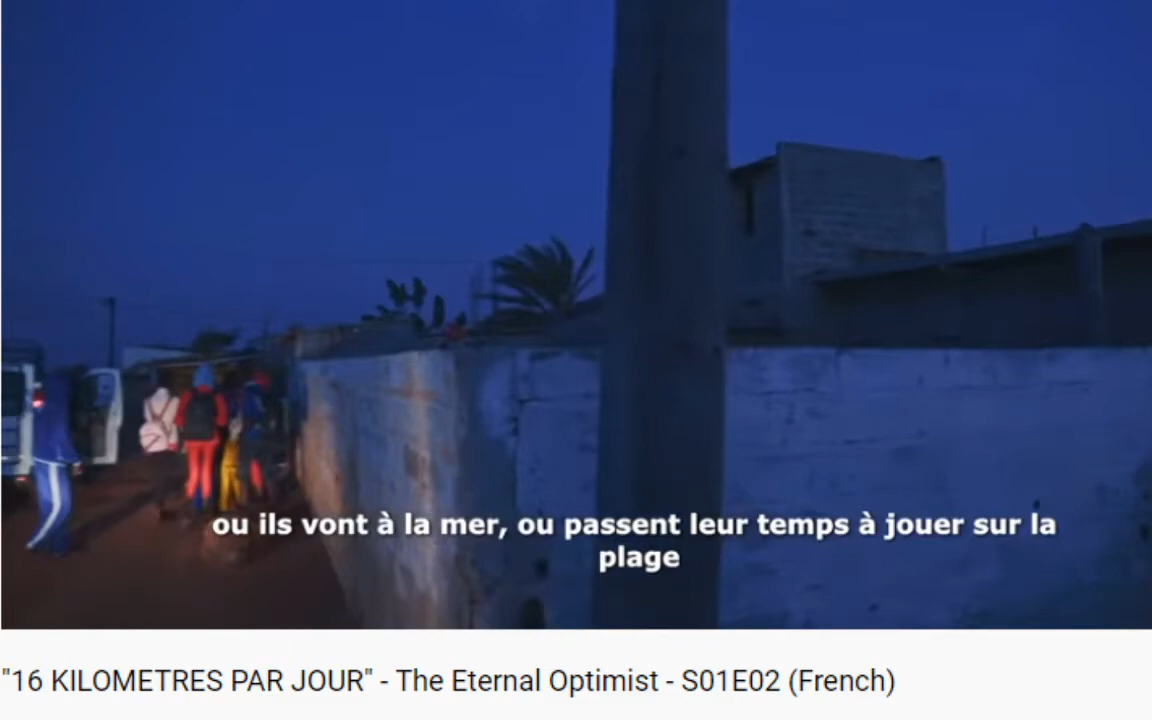 ou ils vont à la mer, ou passent leur temps à jouer sur la
plage
"16 KILOMETRES PAR JOUR" - The Eternal Optimist - S01E02 (French)